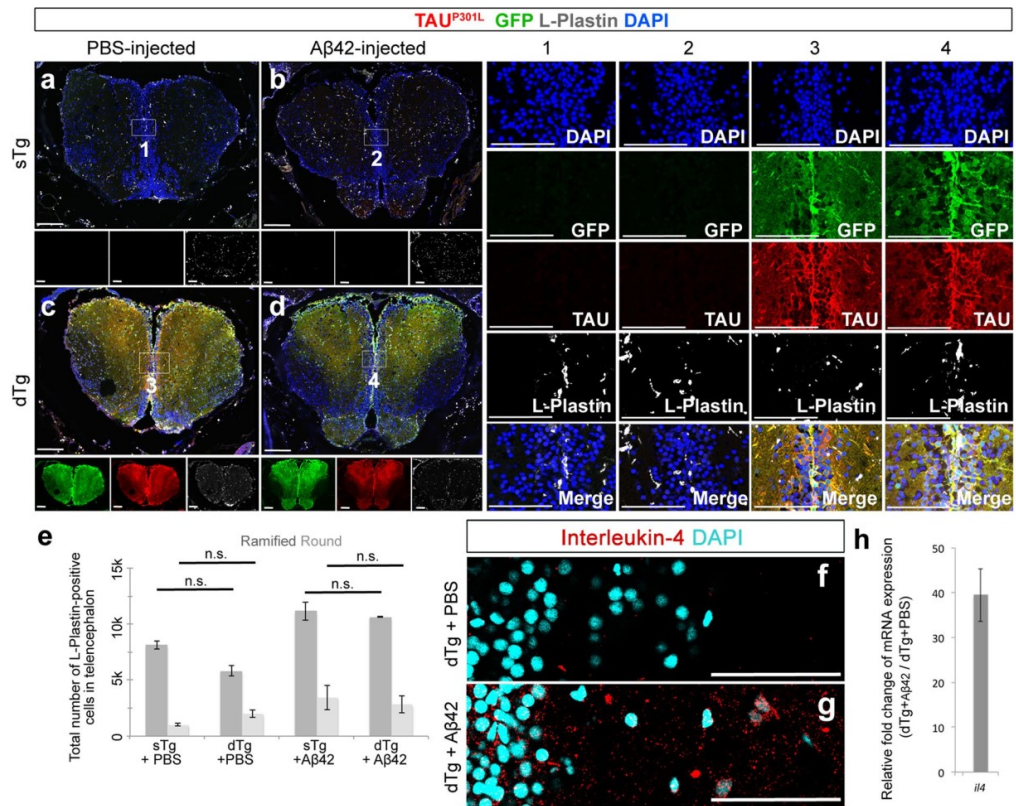 TAUP301L GFP L-Plastin DAPI
PBS-injected Aβ42-injected 1 2 3 4
sTg
a b
1 2
DAPI DAPI DAPI DAPI
GFP GFP GFP GFP
TAU TAU TAU TAU
L-Plastin L-Plastin L-Plastin L-Plastin
Merge Merge Merge Merge
dTg
c d
3 4
e
Ramified Round
Total number of L-Plastin-positive
cells in telencephalon
15k
10k
5k
0
n.s.
n.s.
n.s.
n.s.
sTg dTg sTg dTg
+ PBS +PBS +Aβ42 + Aβ42
Interleukin-4 DAPI
dTg + PBS
f
dTg + Aβ42
g
h
Relative fold change of mRNA expression
(dTg+Aβ42 / dTg+PBS)
50
40
30
20
10
0
il4